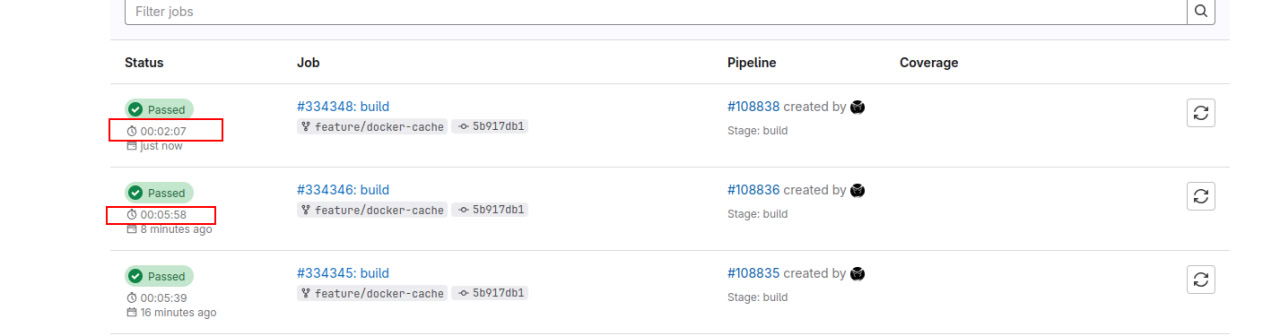 Filter jobs
Status Job Pipeline Coverage
Passed #334348: build #108838 created by
00:02:07 feature/docker-cache 5b917db1 Stage: build
just now
Passed #334346: build #108836 created by
00:05:58 feature/docker-cache 5b917db1 Stage: build
8 minutes ago
Passed #334345: build #108835 created by
00:05:39 feature/docker-cache 5b917db1 Stage: build
16 minutes ago